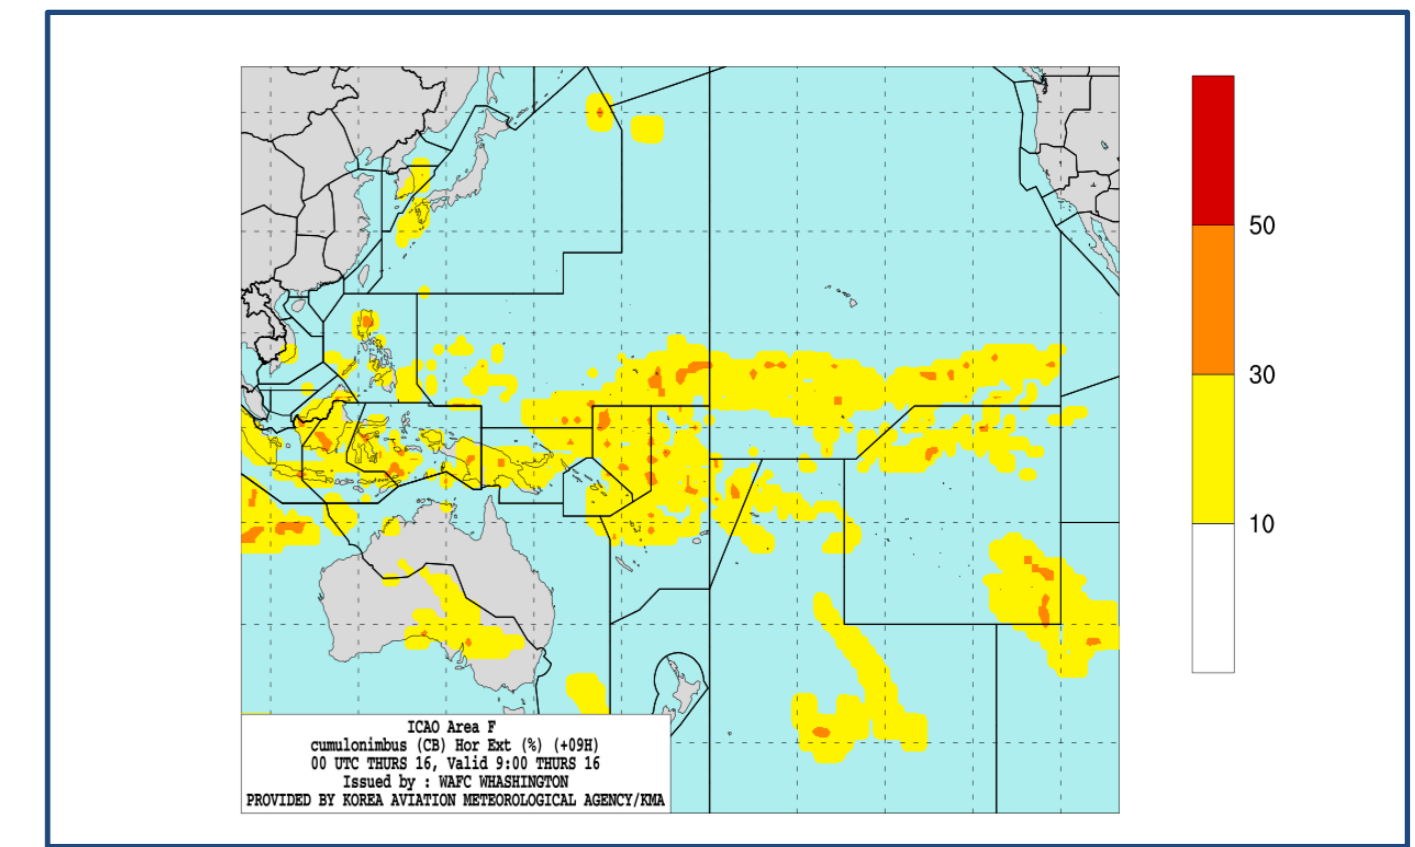 50
30
10
ICAO Area F
cumulonimbus (CB) Hor Ext (%) (+09H)
00 UTC THURS 16, Valid 9:00 THURS 16
Issued by : WAFC WHASHINGTON
PROVIDED BY KOREA AVIATION METEOROLOGICAL AGENCY/KMA